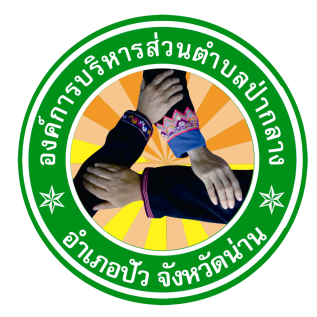 องค์การบริหารส่วนตำบลป่ากลาง
อำเภอปัว จังหวัดน่าน